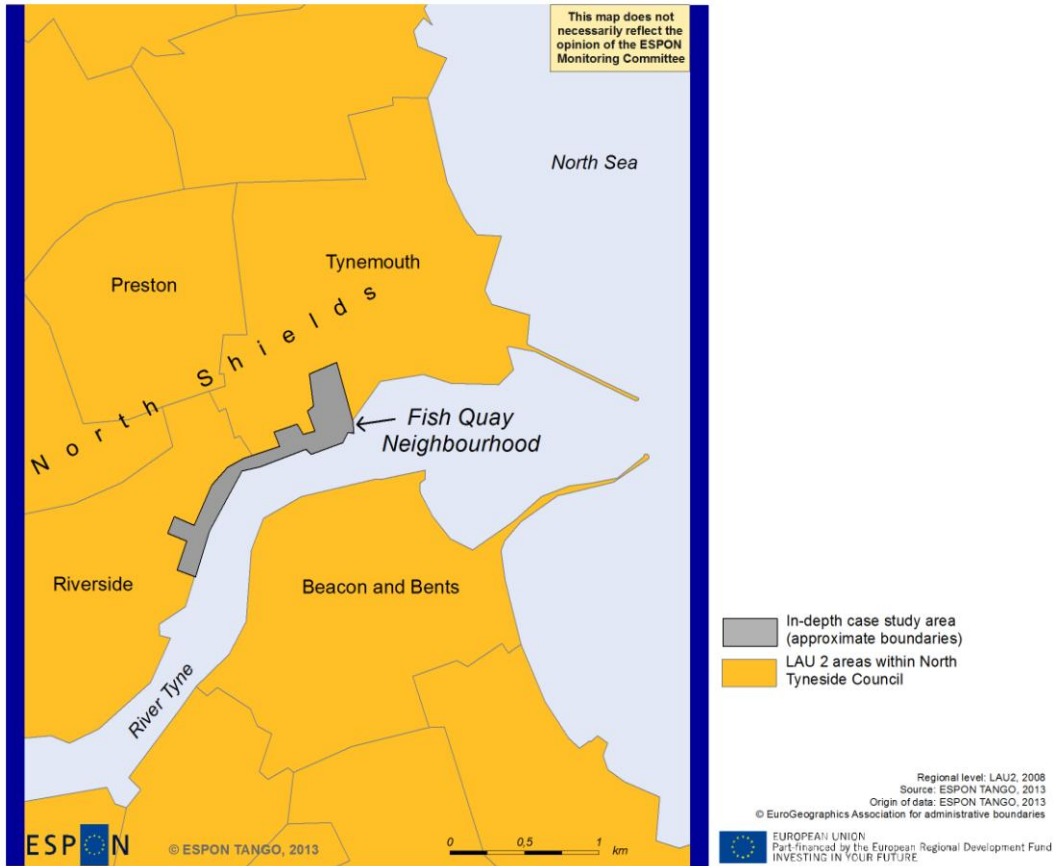 This map does not
necessarily reflect the
opinion of the ESPON
Monitoring Committee
North Sea
Tynemouth
Preston
North Shields
Fish Quay
Neighbourhood
Riverside
Beacon and Bents
River Tyne
In-depth case study area
(approximate boundaries)
LAU 2 areas within North
Tyneside Council
Regional level: LAU2, 2008
Source: ESPON TANGO, 2013
Origin of data: ESPON TANGO, 2013
© EuroGeographics Association for administrative boundaries
ESPON
© ESPON TANGO, 2013
0 0,5 1
km
EUROPEAN UNION
Part-financed by the European Regional Development Fund
INVESTING IN YOUR FUTURE